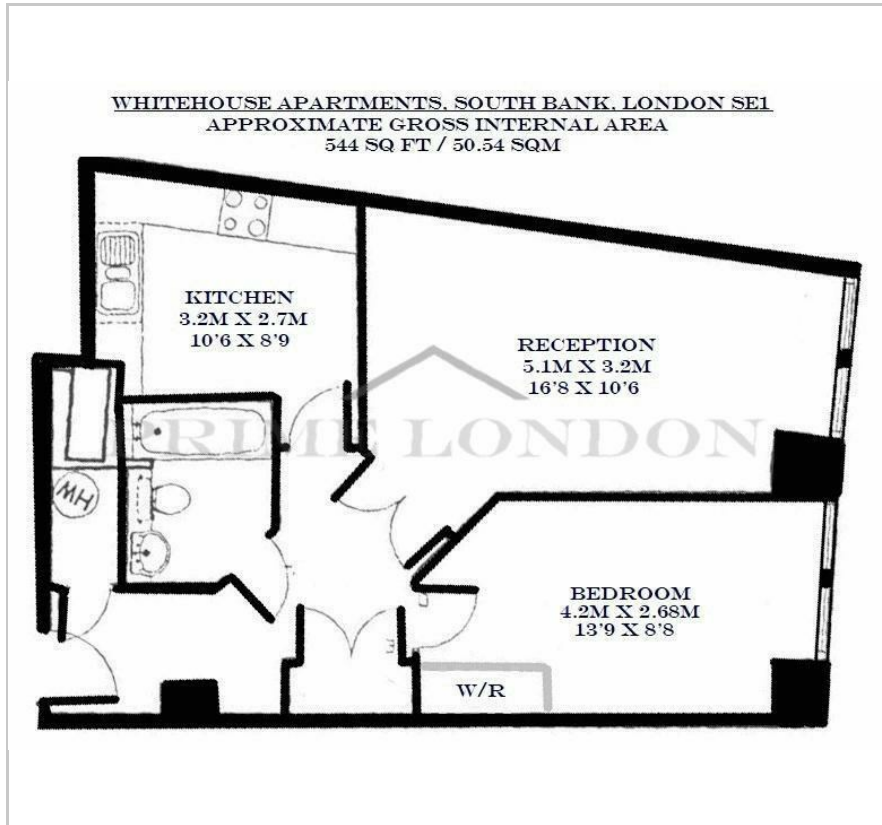 WHITEHOUSE APARTMENTS, SOUTH BANK, LONDON SE1
APPROXIMATE GROSS INTERNAL AREA
544 SQ FT / 50.54 SQM
KITCHEN
3.2M X 2.7M
10'6 X 8'9
RECEPTION
5.1M X 3.2M
16'8 X 10'6
PRIME LONDON
WH
BEDROOM
4.2M X 2.68M
13'9 X 8'8
W/R